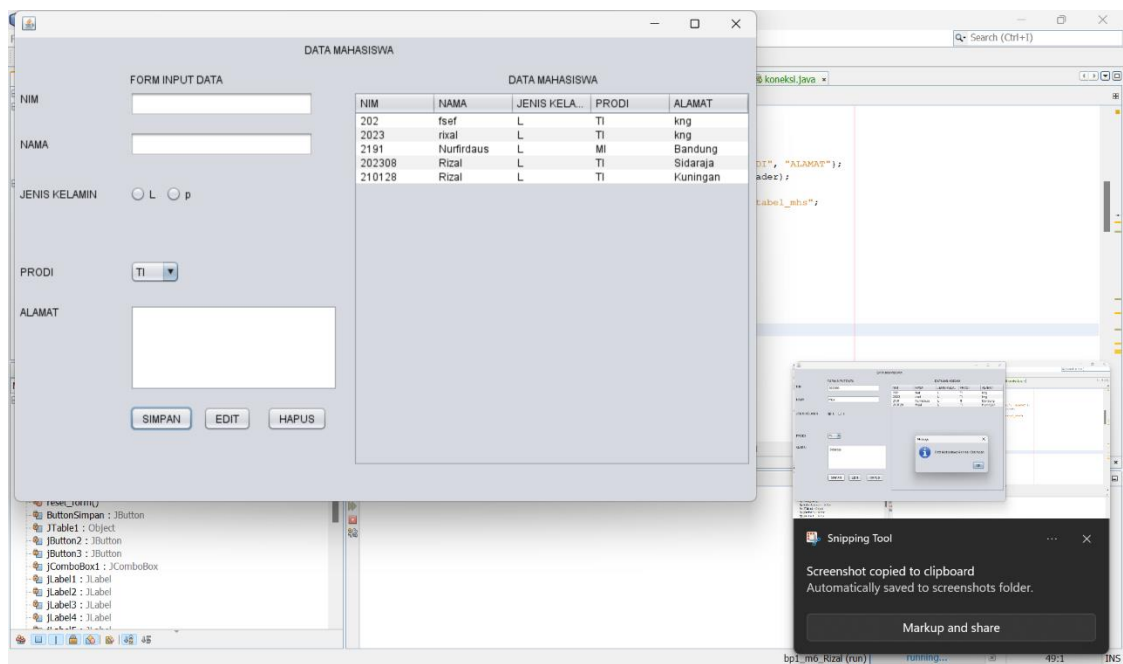 DATA MAHASISWA
Search (Ctrl+I)
FORM INPUT DATA
DATA MAHASISWA
koneksi.java
NIM
NAMA
JENIS KELAMIN
L
p
PRODI
TI
ALAMAT
SIMPAN
EDIT
HAPUS
NIM NAMA JENIS KELA... PRODI ALAMAT
202 fsef L TI kng
2023 rixal L TI kng
2191 Nurfirdaus L MI Bandung
202308 Rizal L TI Sidaraja
210128 Rizal L TI Kuningan
DI", "ALAMAT"};
ader);
tabel_mhs";
reset_form()
ButtonSimpan : JButton
JTable1 : Object
jButton2 : JButton
jButton3 : JButton
jComboBox1 : JComboBox
jLabel1 : JLabel
jLabel2 : JLabel
jLabel3 : JLabel
jLabel4 : JLabel
Snipping Tool
Screenshot copied to clipboard
Automatically saved to screenshots folder.
Markup and share
bp1_m6_Rizal (run)
running...
49:1
INS